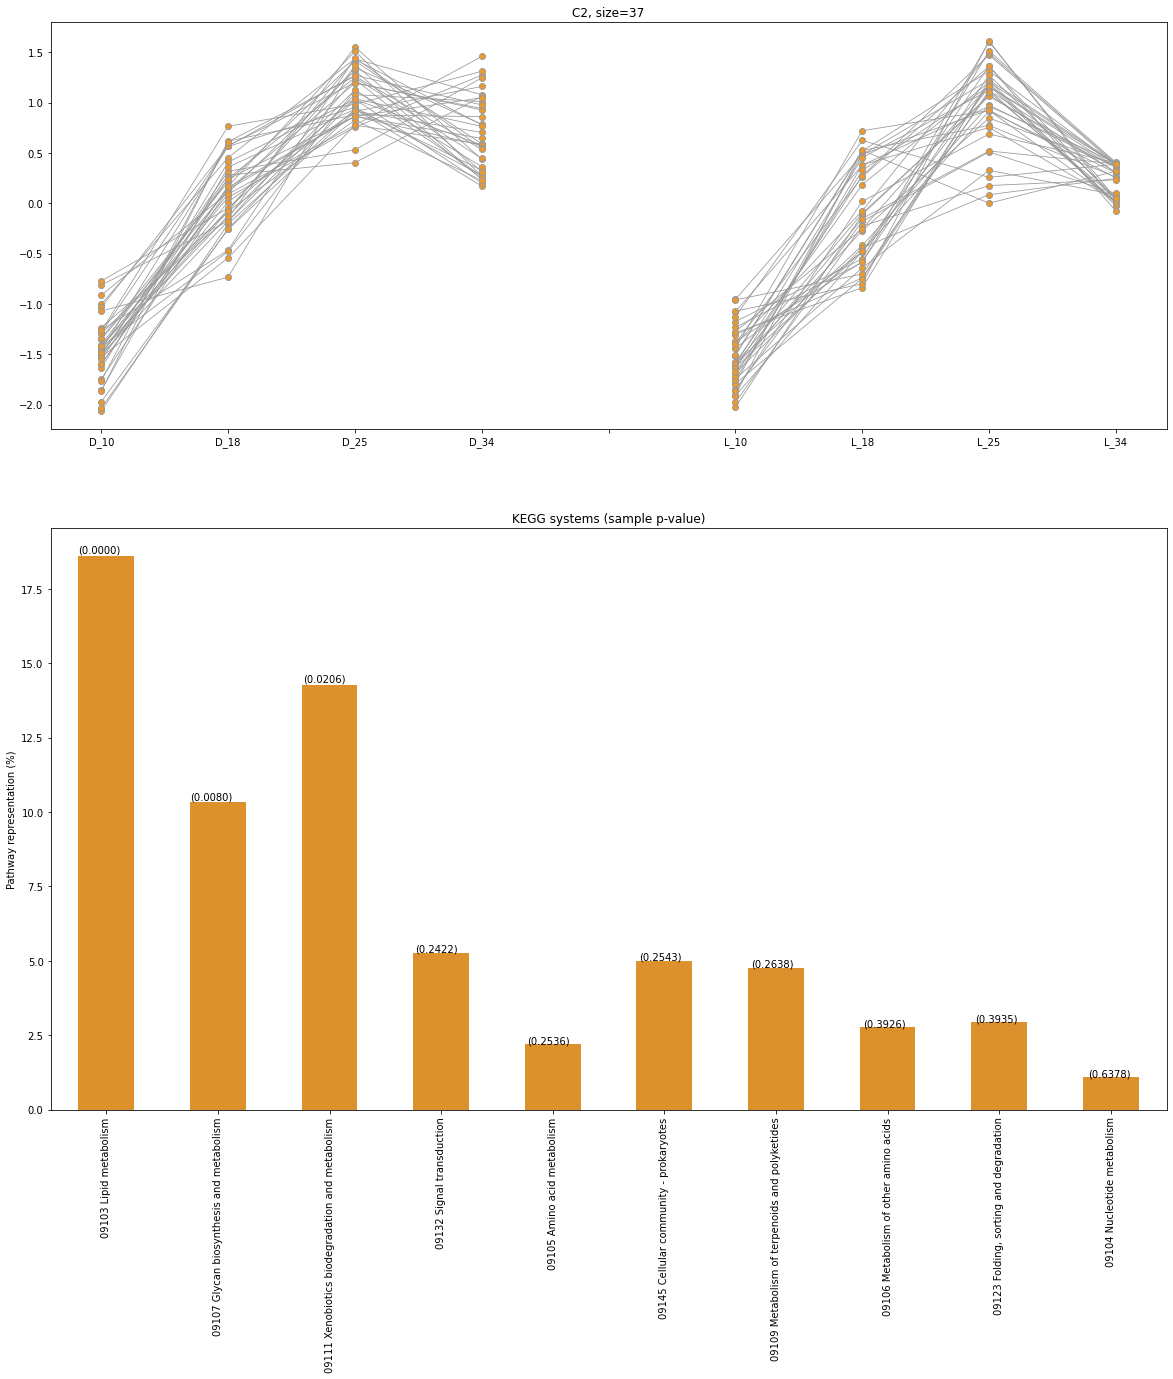 C2, size=37
1.5
1.0
0.5
0.0
−0.5
−1.0
−1.5
−2.0
D_10 D_18 D_25 D_34 L_10 L_18 L_25 L_34
KEGG systems (sample p-value)
Pathway representation (%)
17.5
15.0
12.5
10.0
7.5
5.0
2.5
0.0
(0.0000)
(0.0080)
(0.0206)
(0.2422)
(0.2536)
(0.2543)
(0.2638)
(0.3926)
(0.3935)
(0.6378)
09103 Lipid metabolism
09107 Glycan biosynthesis and metabolism
09111 Xenobiotics biodegradation and metabolism
09132 Signal transduction
09105 Amino acid metabolism
09145 Cellular community - prokaryotes
09109 Metabolism of terpenoids and polyketides
09106 Metabolism of other amino acids
09123 Folding, sorting and degradation
09104 Nucleotide metabolism